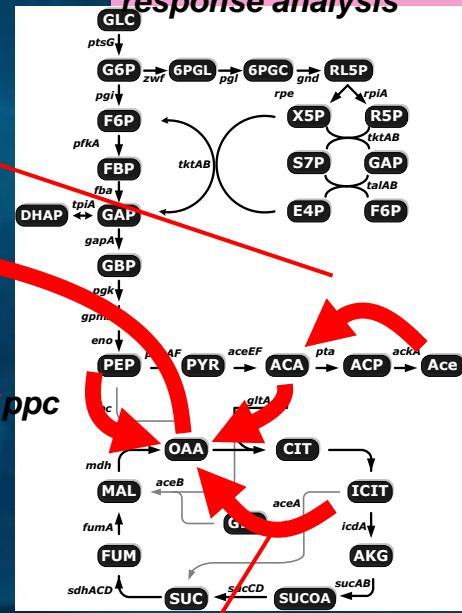 response analysis
GLC
ptsG
G6P zwf 6PGL pgl 6PGC gnd RL5P
pgi rpe rpiA
F6P X5P R5P
pfkA tktAB tktAB
FBP S7P GAP
fba talAB
DHAP tpiA GAP E4P F6P
gapA
GBP
pgk
eno
PEP PYR aceEF ACA pta ACP ackA Ace
ppc
gltA
OAA CIT
mdh
MAL aceB aceA ICIT
fumA icdA
FUM AKG
sdhACD sucAB
SUC sucCD SUCOA